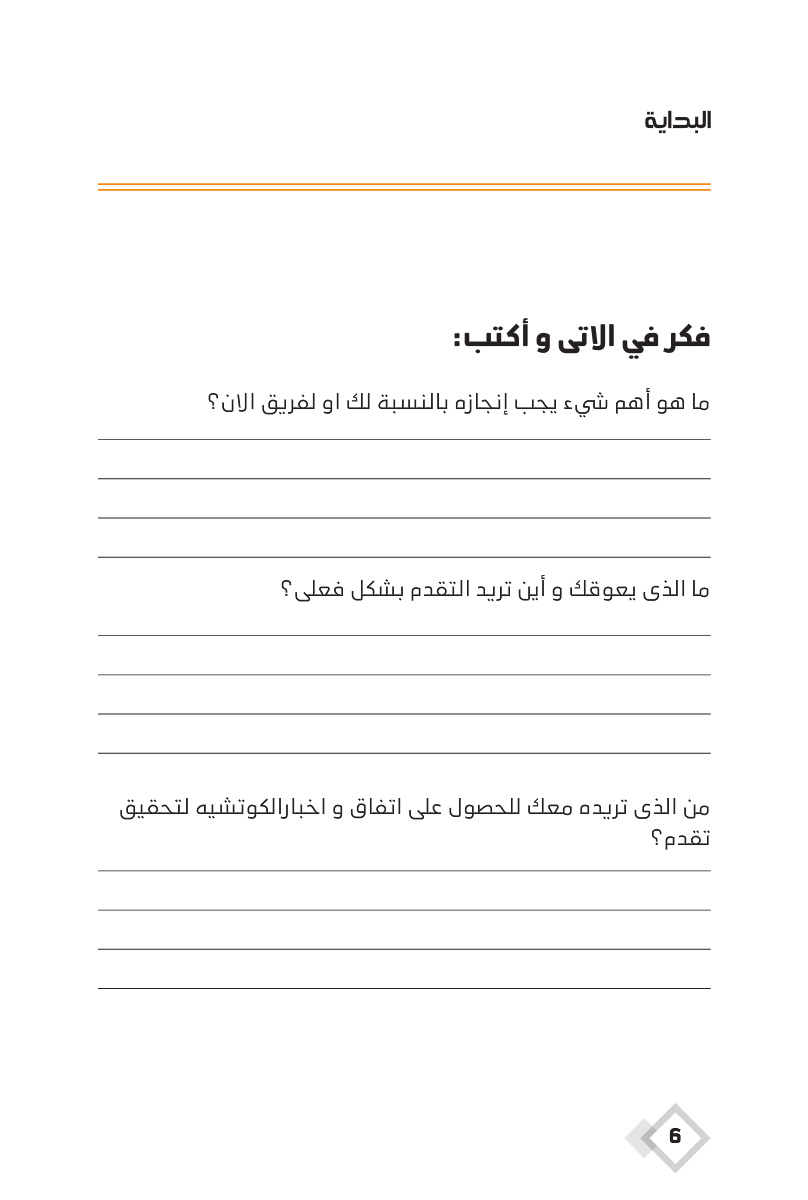 البداية
فكر في الاتى و أكتب:
ما هو أهم شيء يجب إنجازه بالنسبة لك او لفريق الان؟
ما الذى يعوقك و أين تريد التقدم بشكل فعلى؟
من الذى تريده معك للحصول على اتفاق و اخبارالكوتشيه لتحقيق
تقدم؟
6